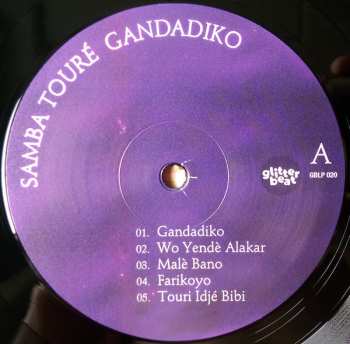 SAMBA TOURÉ GANDADIKO
glitter
beat
A
GBLP 020
01. Gandadiko
02. Wo Yendè Alakar
03. Malè Bano
04. Farikoyo
05. Touri Idjé Bibi